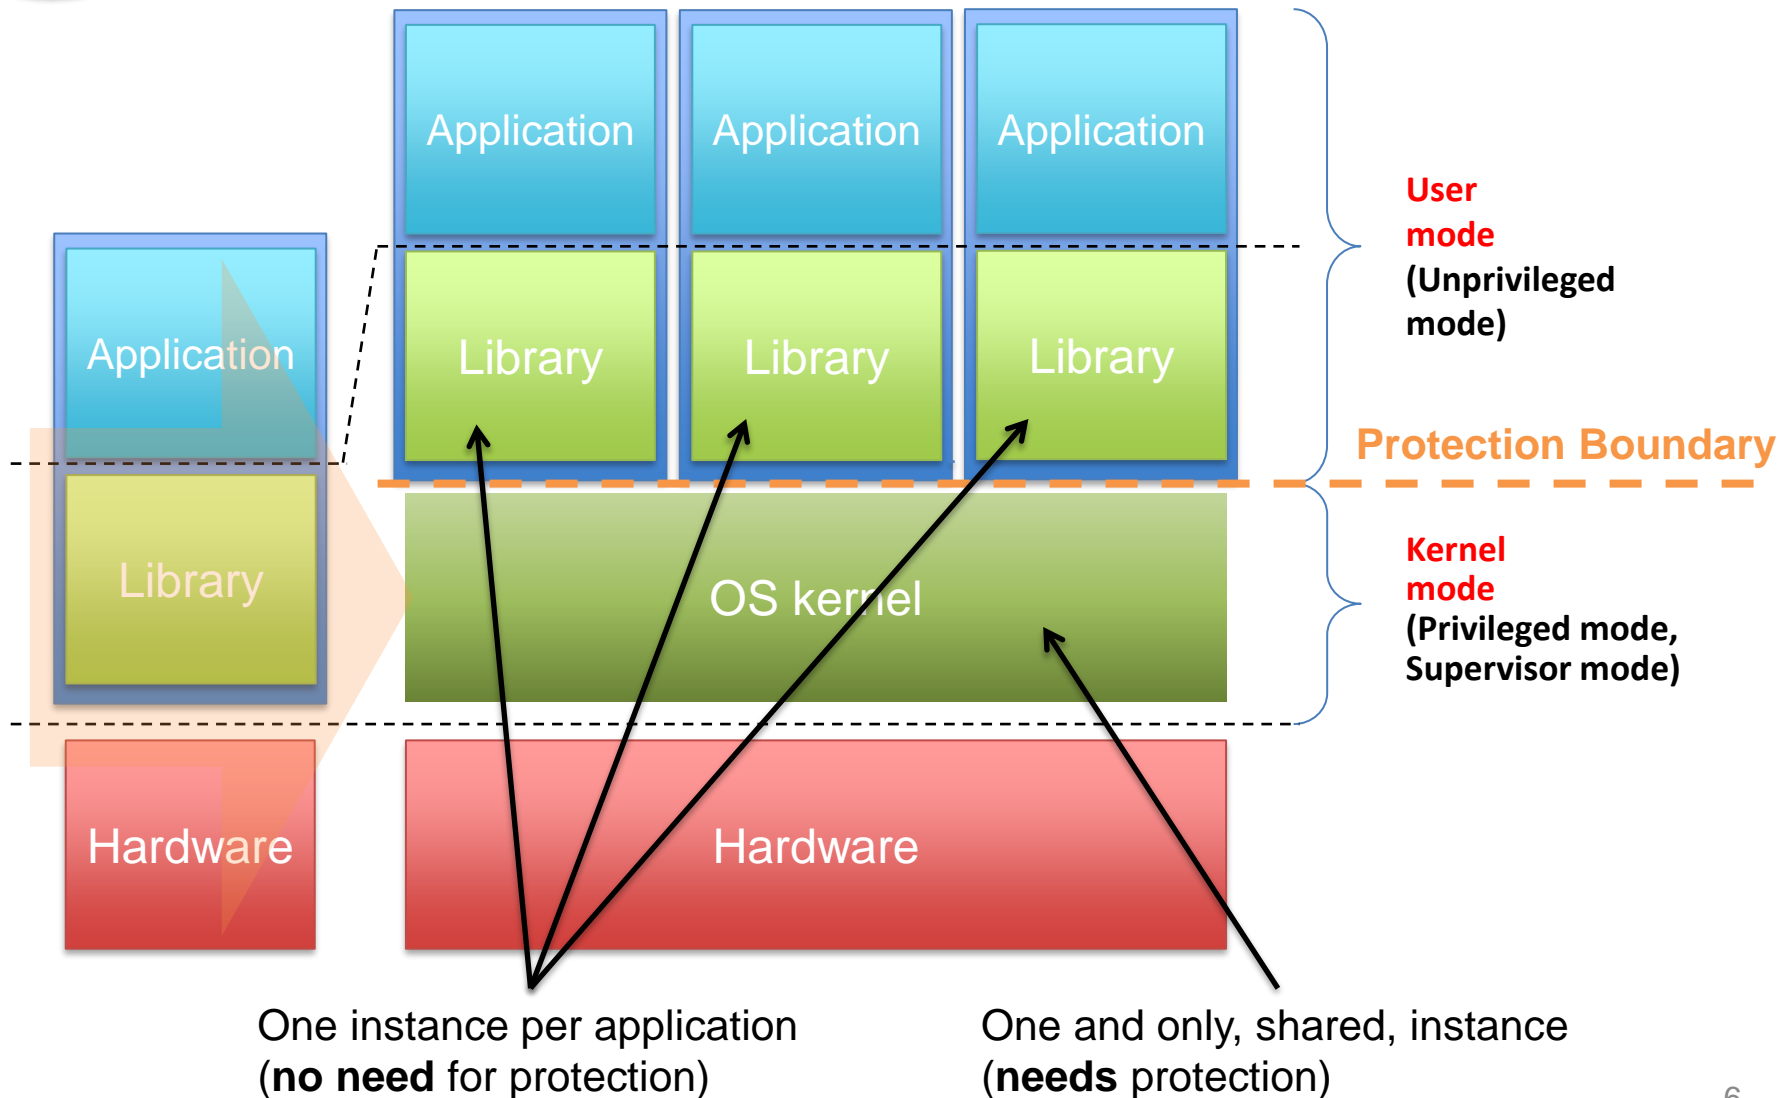 Application
Application
Application
User
mode
(Unprivileged
mode)
Application
Library
Library
Library
Protection Boundary
Library
OS kernel
Kernel
mode
(Privileged mode,
Supervisor mode)
Hardware
Hardware
One instance per application
(no need for protection)
One and only, shared, instance
(needs protection)
6